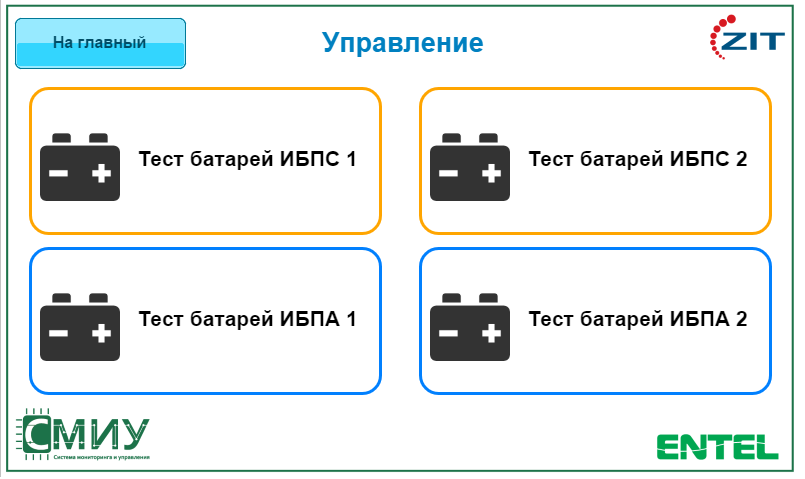 На главный
Управление
ZIT
Тест батарей ИБПС 1
Тест батарей ИБПС 2
Тест батарей ИБПА 1
Тест батарей ИБПА 2
СМИУ
Система мониторинга и управления
ENTEL